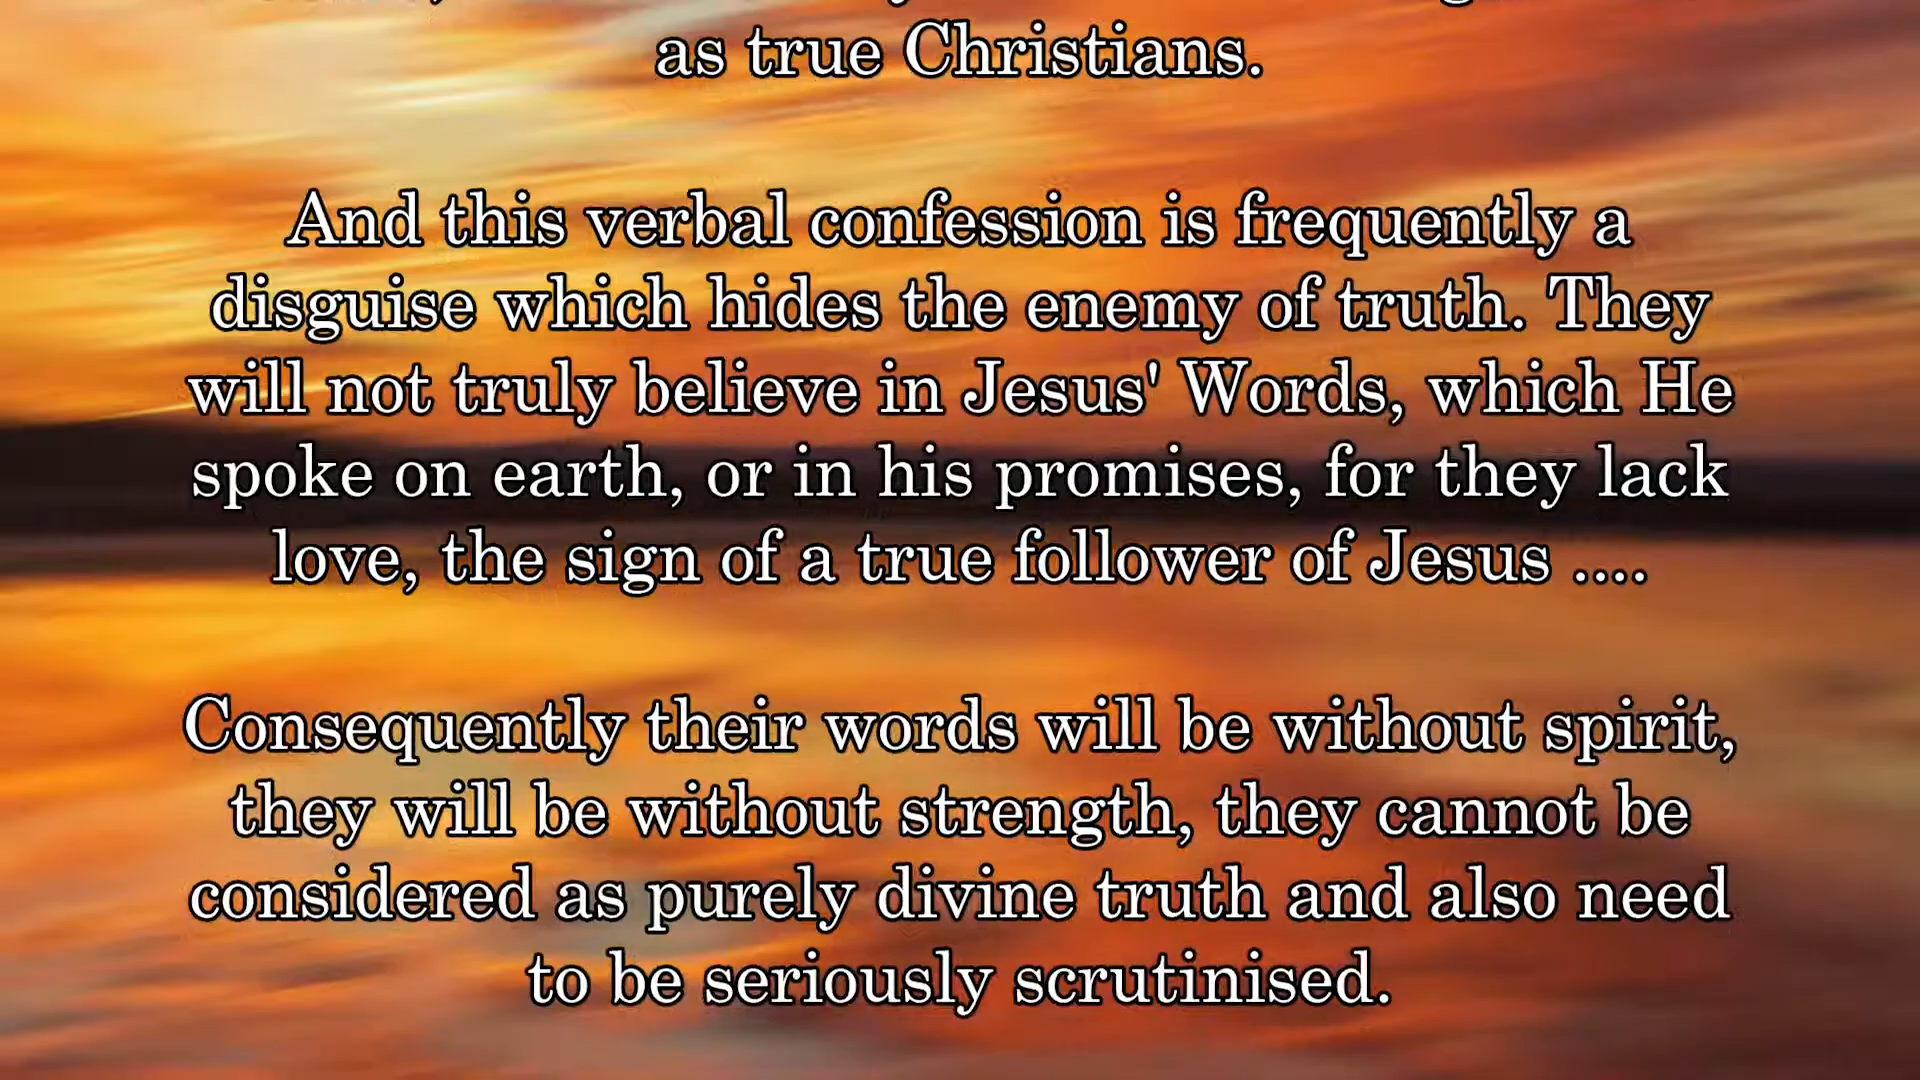 as true Christians.
And this verbal confession is frequently a
disguise which hides the enemy of truth. They
will not truly believe in Jesus' Words, which He
spoke on earth, or in his promises, for they lack
love, the sign of a true follower of Jesus ....
Consequently their words will be without spirit,
they will be without strength, they cannot be
considered as purely divine truth and also need
to be seriously scrutinised.